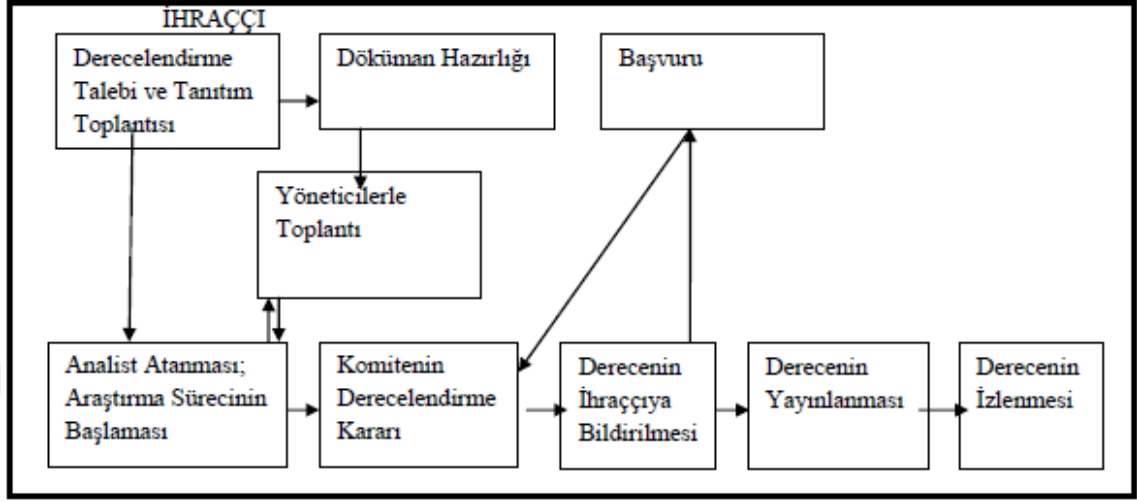 İHRAÇÇI
Derecelendirme
Talebi ve Tanıtım
Toplantısı
Döküman Hazırlığı
Başvuru
Yöneticilerle
Toplantı
Analist Atanması;
Araştırma Sürecinin
Başlaması
Komitenin
Derecelendirme
Kararı
Derecenin
İhraççıya
Bildirilmesi
Derecenin
Yayınlanması
Derecenin
İzlenmesi